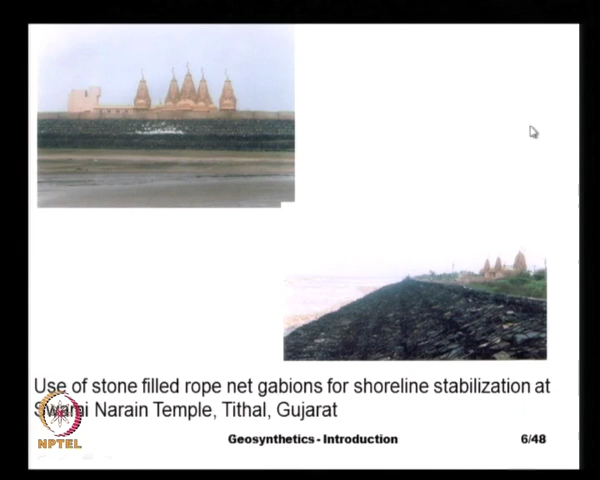 Use of stone filled rope net gabions for shoreline stabilization at
Swami Narain Temple, Tithal, Gujarat
NPTEL
Geosynthetics - Introduction
6/48